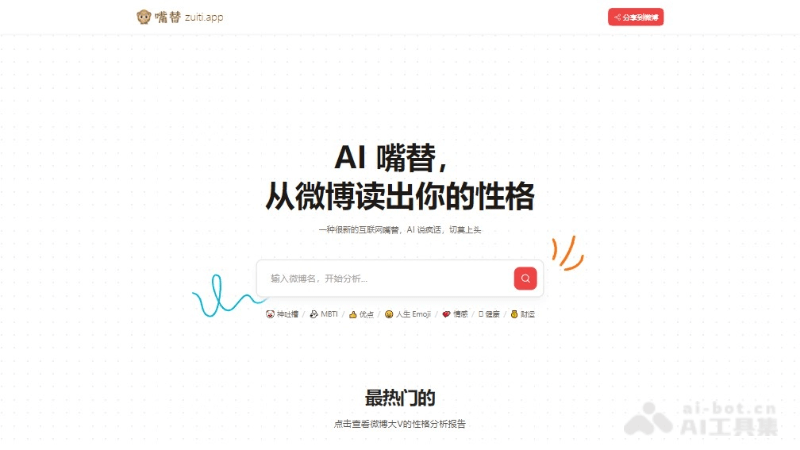 嘴替 zuiti.app
分享到微博
AI 嘴替，
从微博读出你的性格
一种很新的互联网嘴替，AI 说疯话，切莫上头
输入微博名，开始分析...
神吐槽 / MBTI / 优点 / 人生 Emoji / 情感 / 健康 / 财运
最热门的
点击查看微博大V的性格分析报告
ai-bot.cn
AI工具集